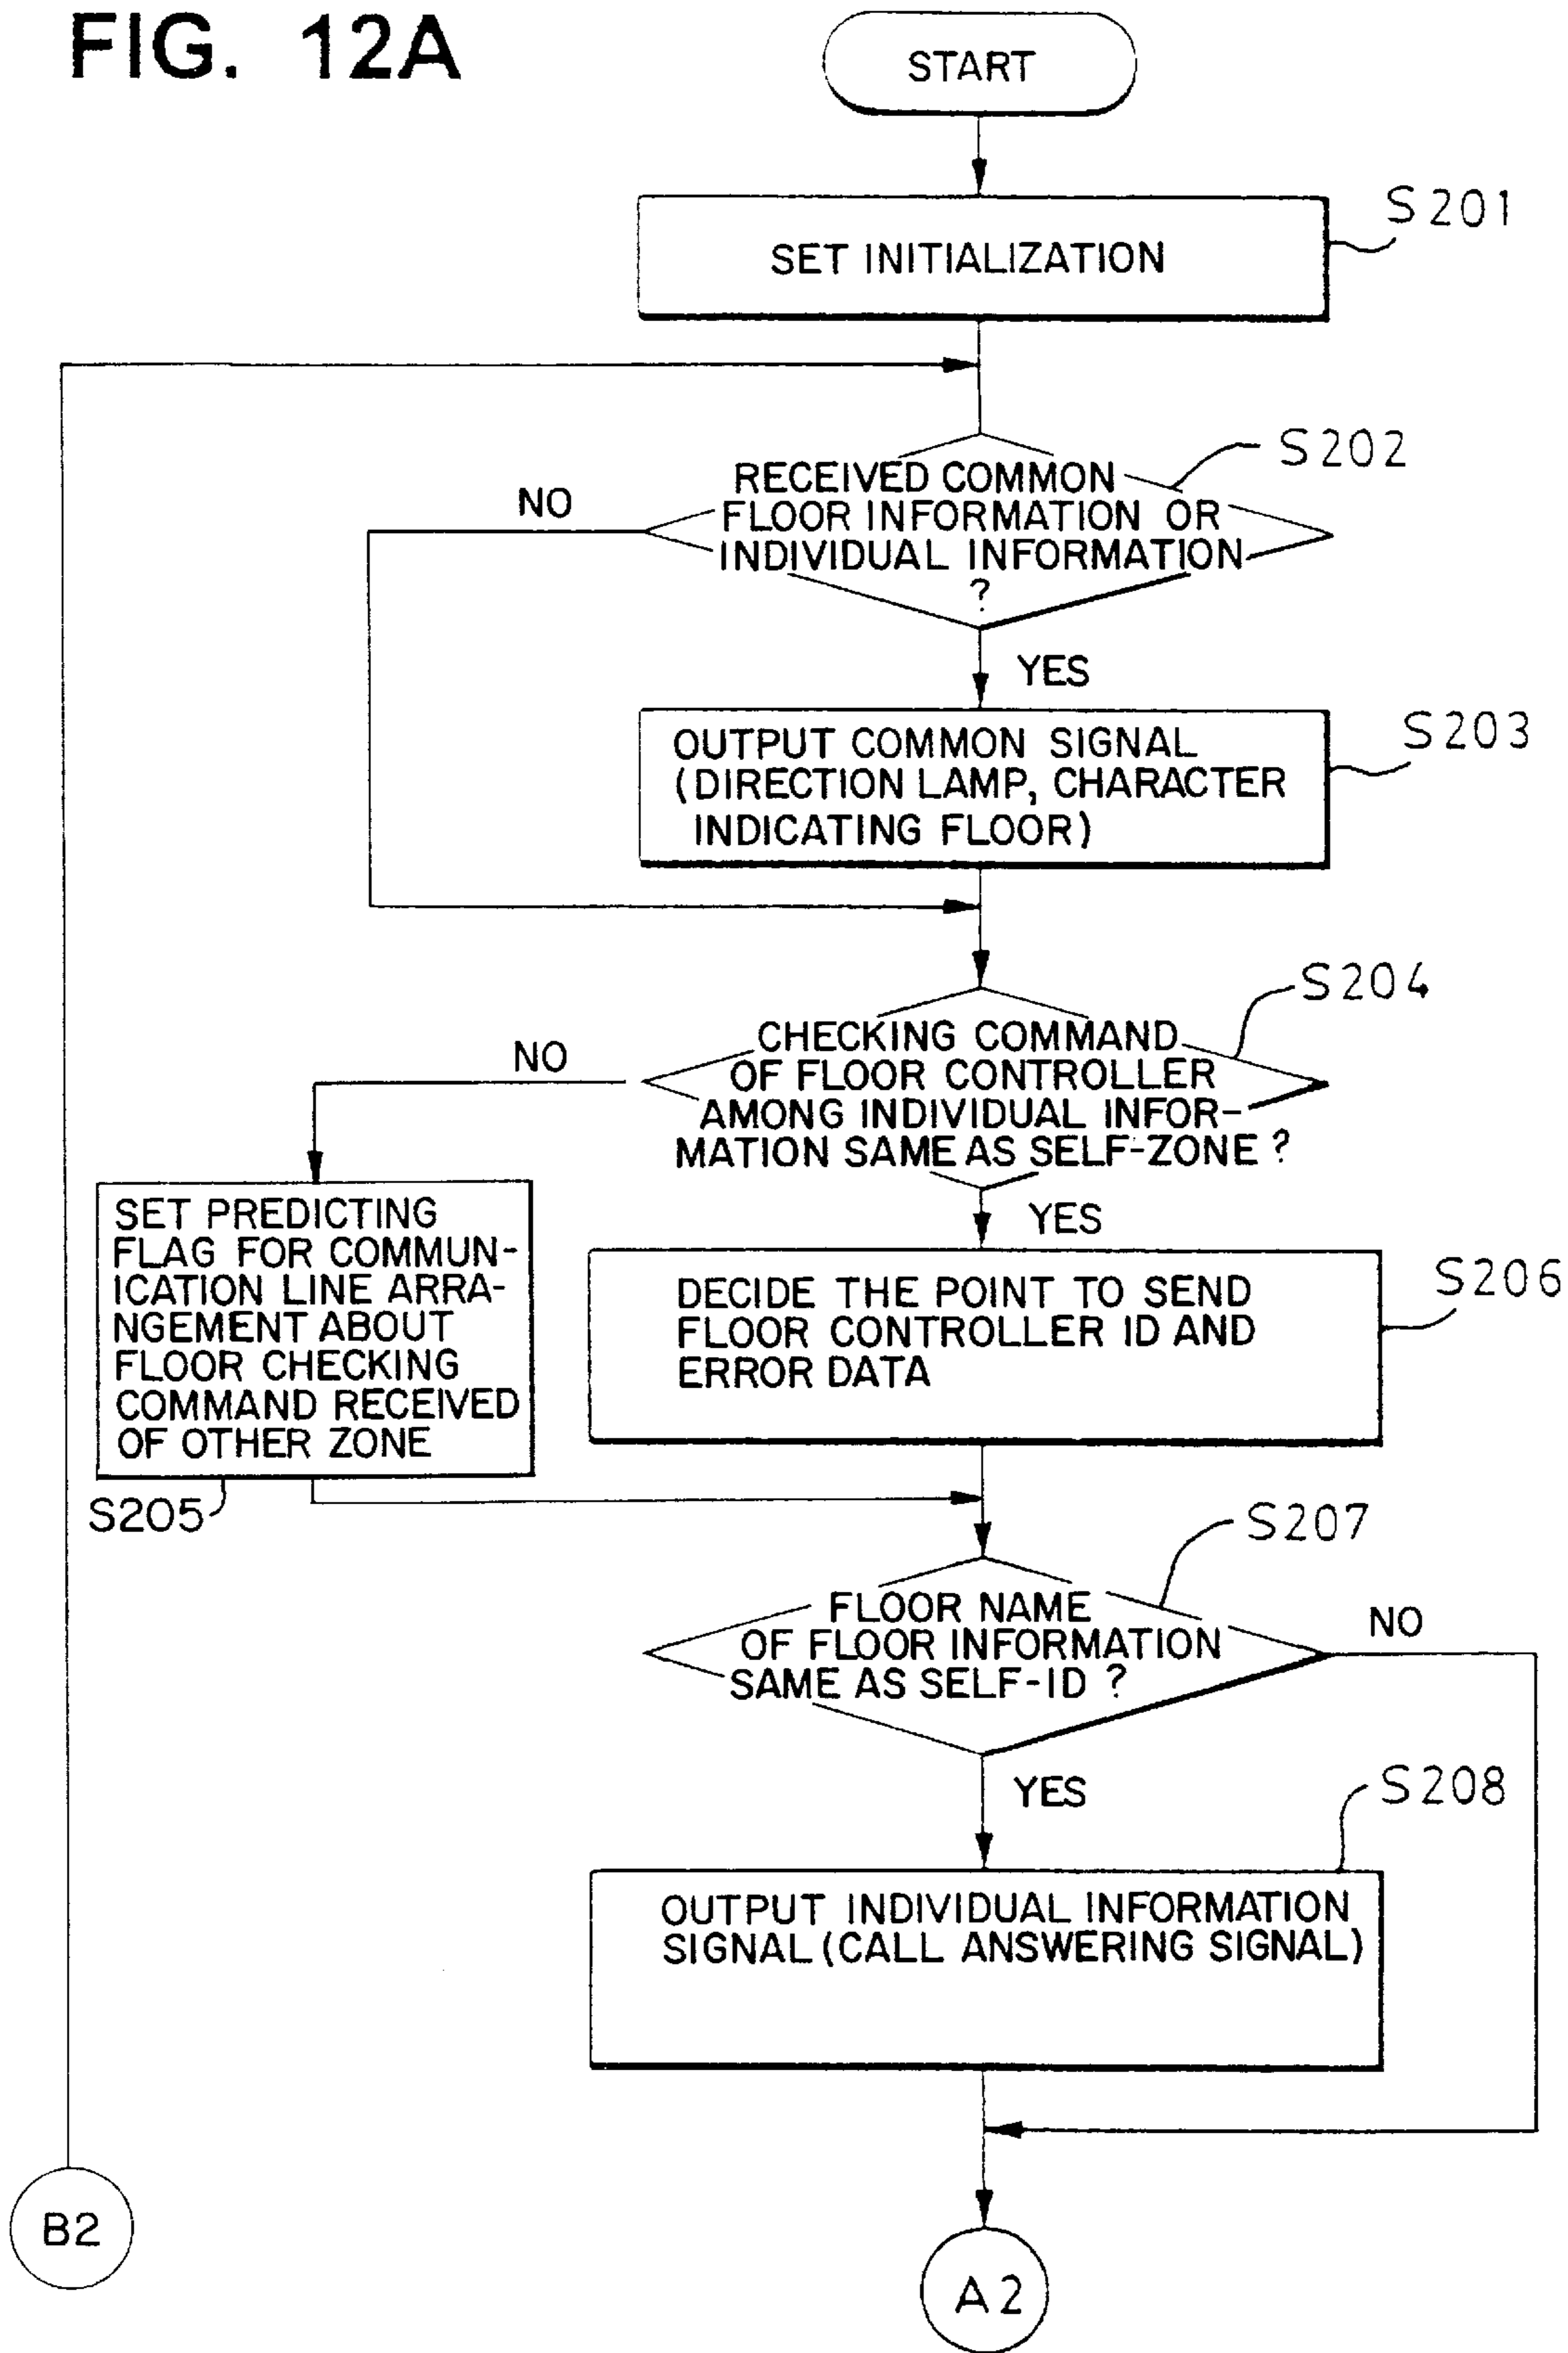 FIG. 12A
START
S201
SET INITIALIZATION
S202
RECEIVED COMMON
FLOOR INFORMATION OR
INDIVIDUAL INFORMATION
?
NO
YES
S203
OUTPUT COMMON SIGNAL
(DIRECTION LAMP, CHARACTER
INDICATING FLOOR)
S204
CHECKING COMMAND
OF FLOOR CONTROLLER
AMONG INDIVIDUAL INFOR-
MATION SAME AS SELF-ZONE ?
NO
YES
SET PREDICTING
FLAG FOR COMMUN-
ICATION LINE ARRA-
NGEMENT ABOUT
FLOOR CHECKING
COMMAND RECEIVED
OF OTHER ZONE
S205
S206
DECIDE THE POINT TO SEND
FLOOR CONTROLLER ID AND
ERROR DATA
S207
FLOOR NAME
OF FLOOR INFORMATION
SAME AS SELF-ID ?
NO
YES
S208
OUTPUT INDIVIDUAL INFORMATION
SIGNAL (CALL ANSWERING SIGNAL)
B2
A2